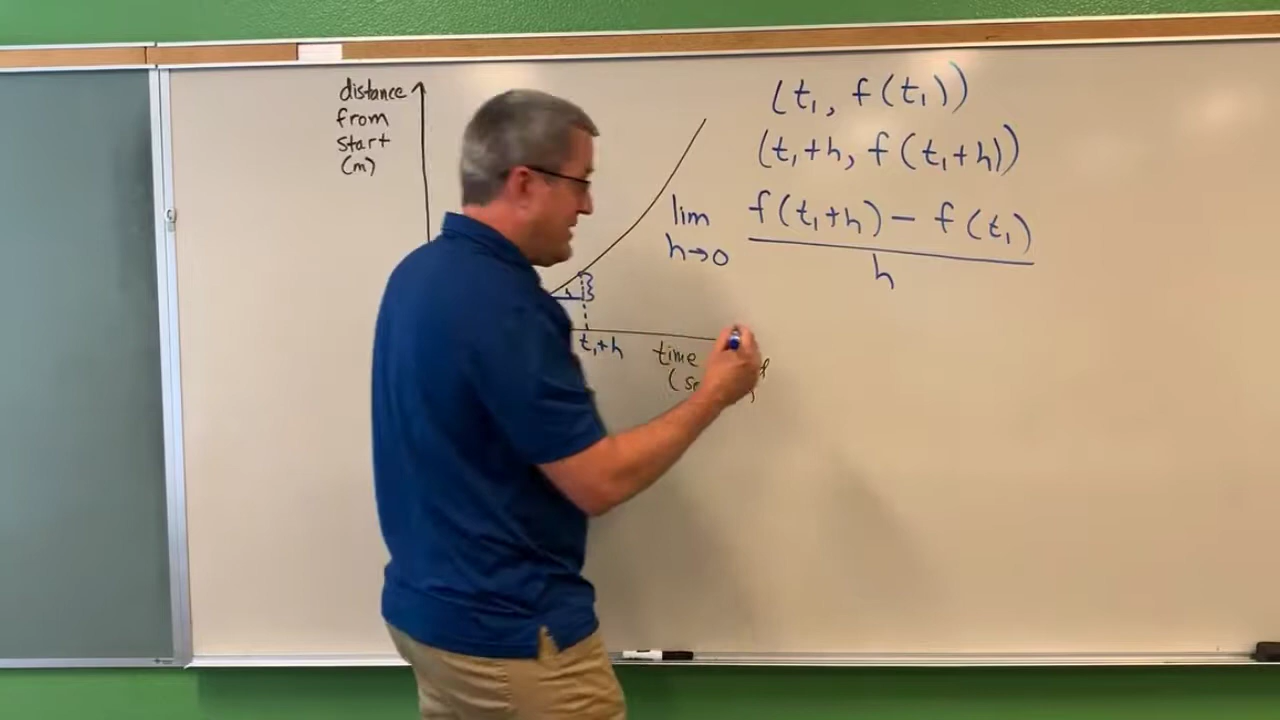 distance
from
start
(m)
(t₁, f(t₁))
(t₁+h, f(t₁+h))
lim h→0 f(t₁+h) − f(t₁)
h
h
t₁+h
time